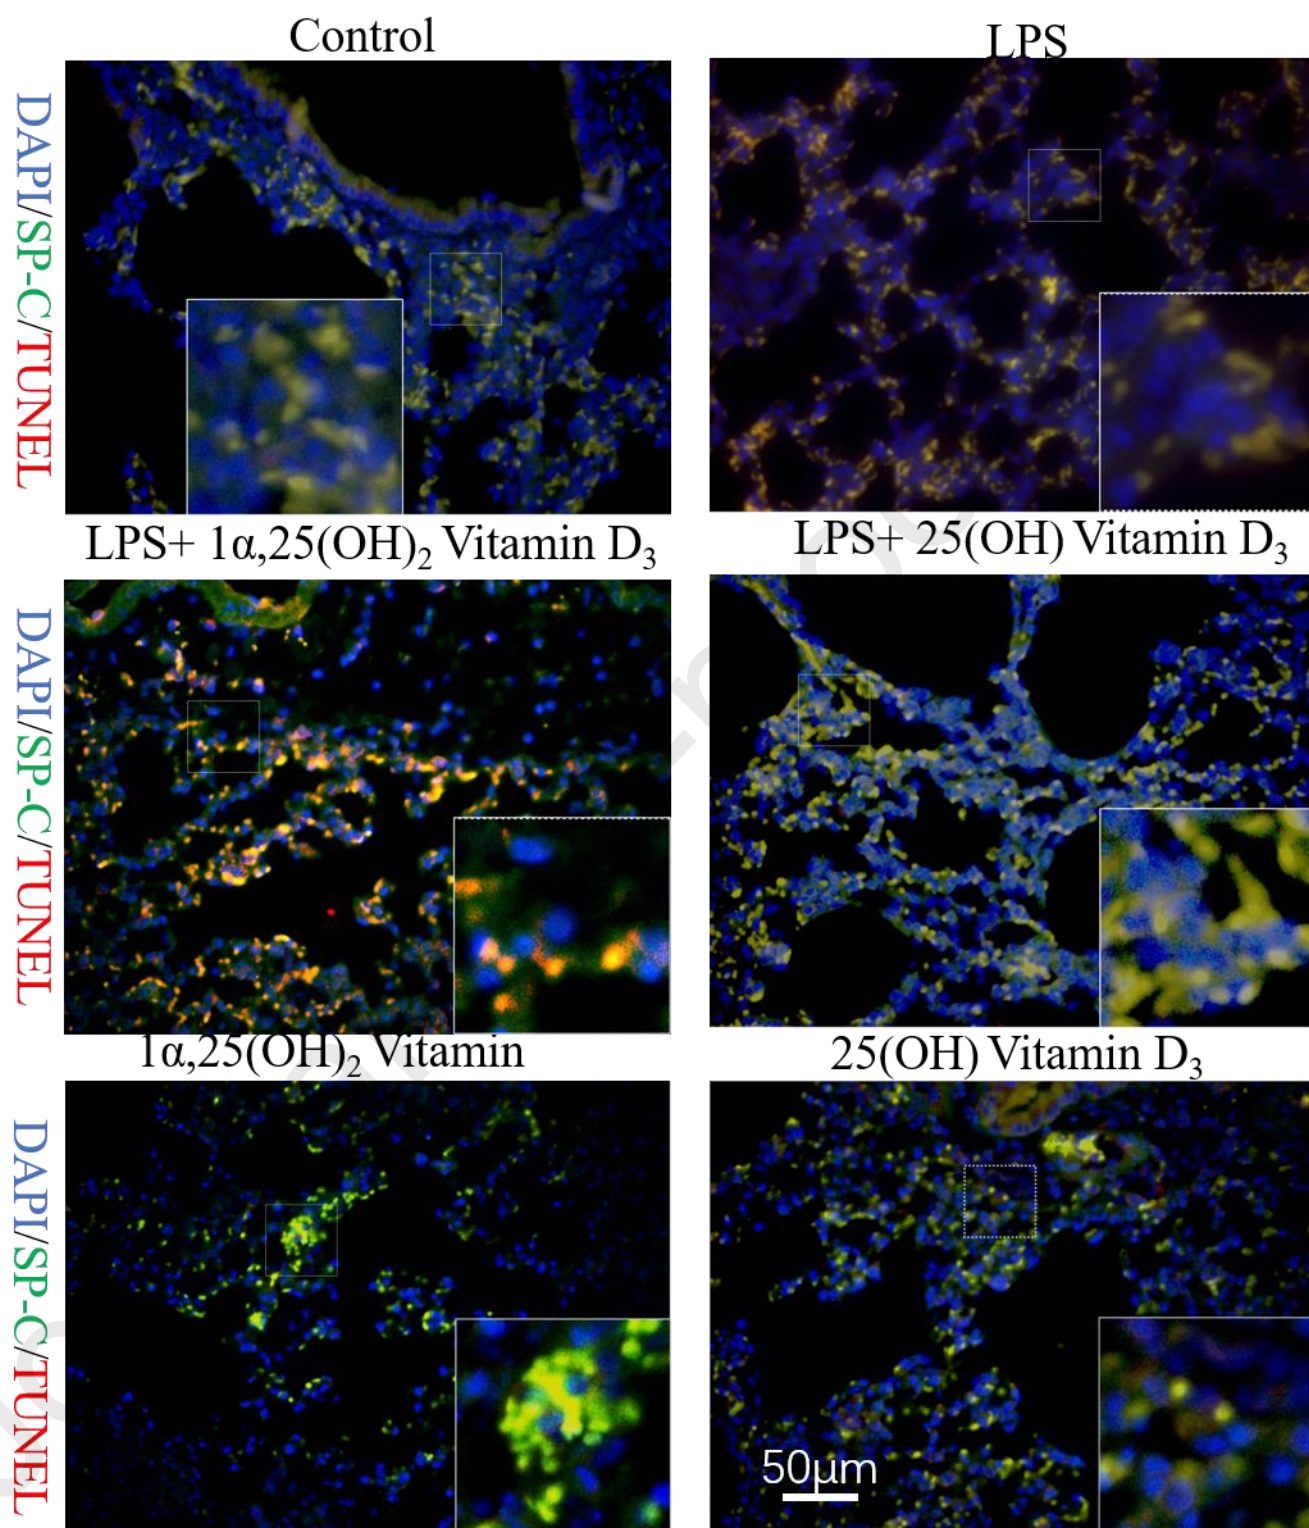 Control
LPS
DAPI/SP-C/TUNEL
LPS+ 1α,25(OH)₂ Vitamin D₃
LPS+ 25(OH) Vitamin D₃
DAPI/SP-C/TUNEL
1α,25(OH)₂ Vitamin
25(OH) Vitamin D₃
DAPI/SP-C/TUNEL
50µm